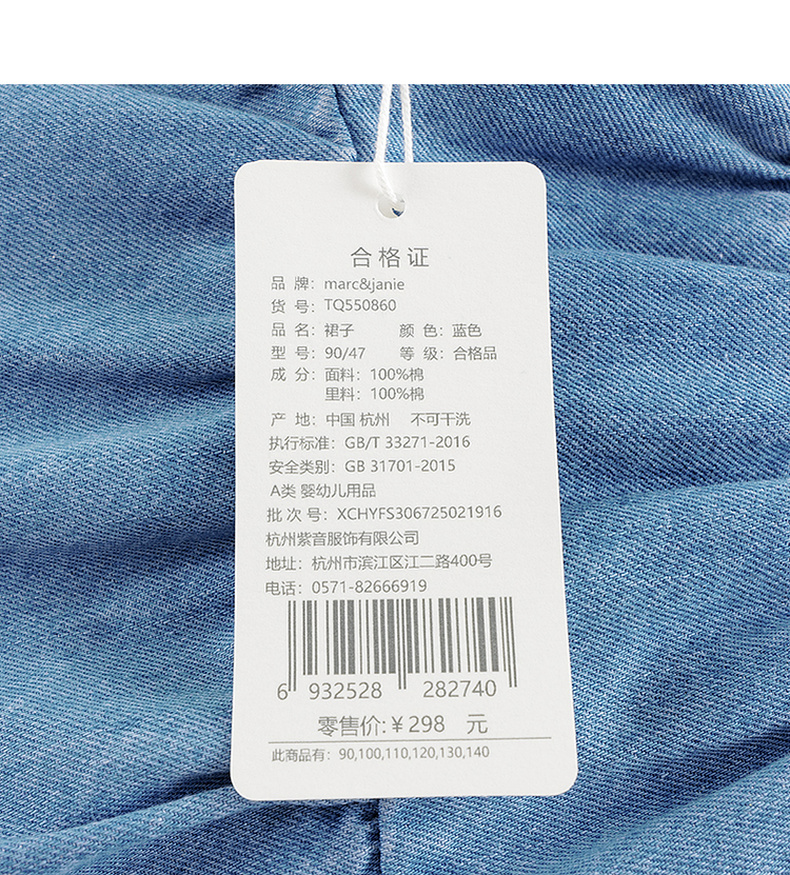 合格证
品 牌：marc&janie
货 号：TQ550860
品 名：裙子 颜 色：蓝色
型 号：90/47 等 级：合格品
成 分：面料：100%棉
里料：100%棉
产 地：中国 杭州 不可干洗
执行标准：GB/T 33271-2016
安全类别：GB 31701-2015
A类 婴幼儿用品
批 次 号：XCHYFS306725021916
杭州紫音服饰有限公司
地址：杭州市滨江区江二路400号
电话：0571-82666919
6 932528 282740
零售价:￥298 元
此商品有：90,100,110,120,130,140